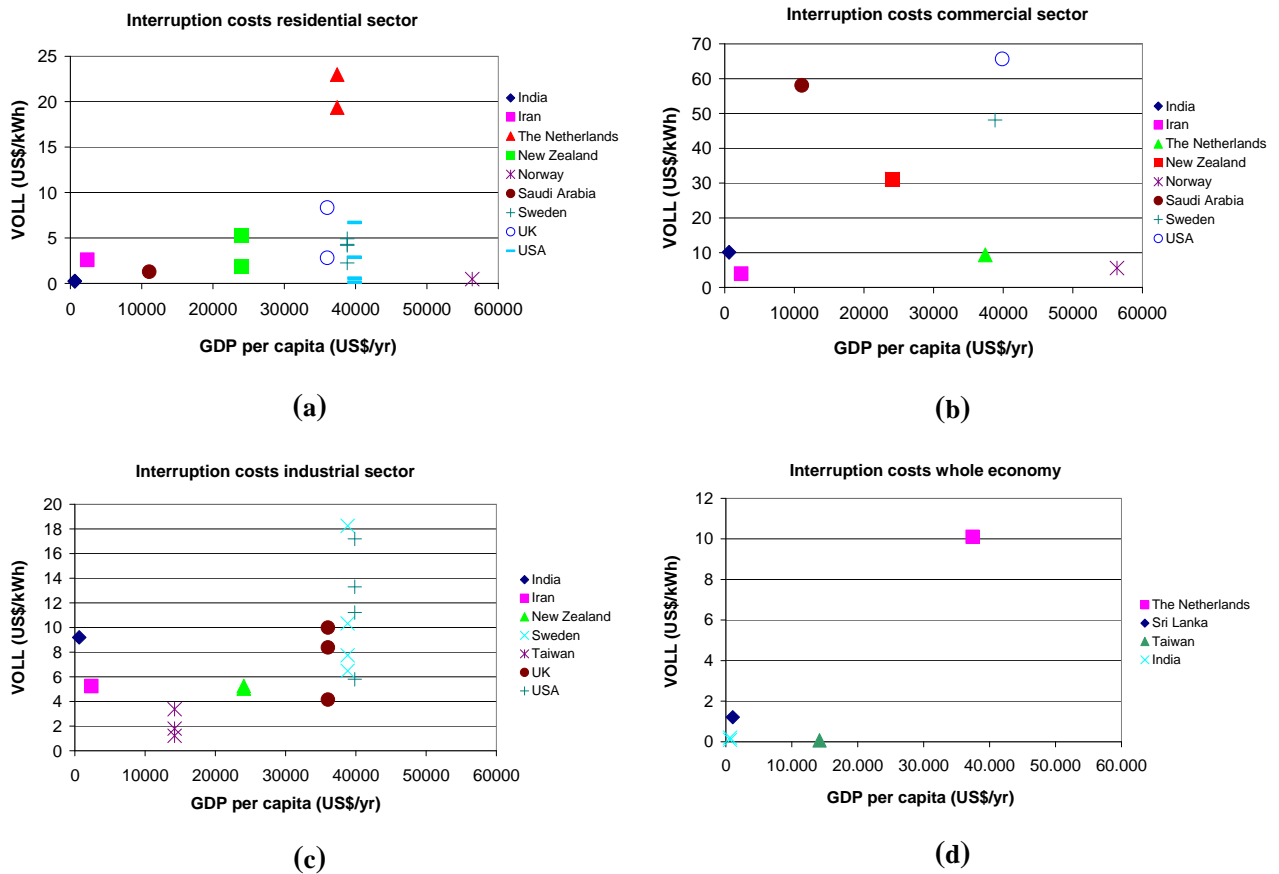 Interruption costs residential sector
25
20
15
10
5
0
VOLL (US$/kWh)
0 10000 20000 30000 40000 50000 60000
GDP per capita (US$/yr)
India
Iran
The Netherlands
New Zealand
Norway
Saudi Arabia
Sweden
UK
USA
(a)
Interruption costs commercial sector
70
60
50
40
30
20
10
0
VOLL (US$/kWh)
0 10000 20000 30000 40000 50000 60000
GDP per capita (US$/yr)
India
Iran
The Netherlands
New Zealand
Norway
Saudi Arabia
Sweden
USA
(b)
Interruption costs industrial sector
20
18
16
14
12
10
8
6
4
2
0
VOLL (US$/kWh)
0 10000 20000 30000 40000 50000 60000
GDP per capita (US$/yr)
India
Iran
New Zealand
Sweden
Taiwan
UK
USA
(c)
Interruption costs whole economy
12
10
8
6
4
2
0
VOLL (US$/kWh)
0 10.000 20.000 30.000 40.000 50.000 60.000
GDP per capita (US$/yr)
The Netherlands
Sri Lanka
Taiwan
India
(d)